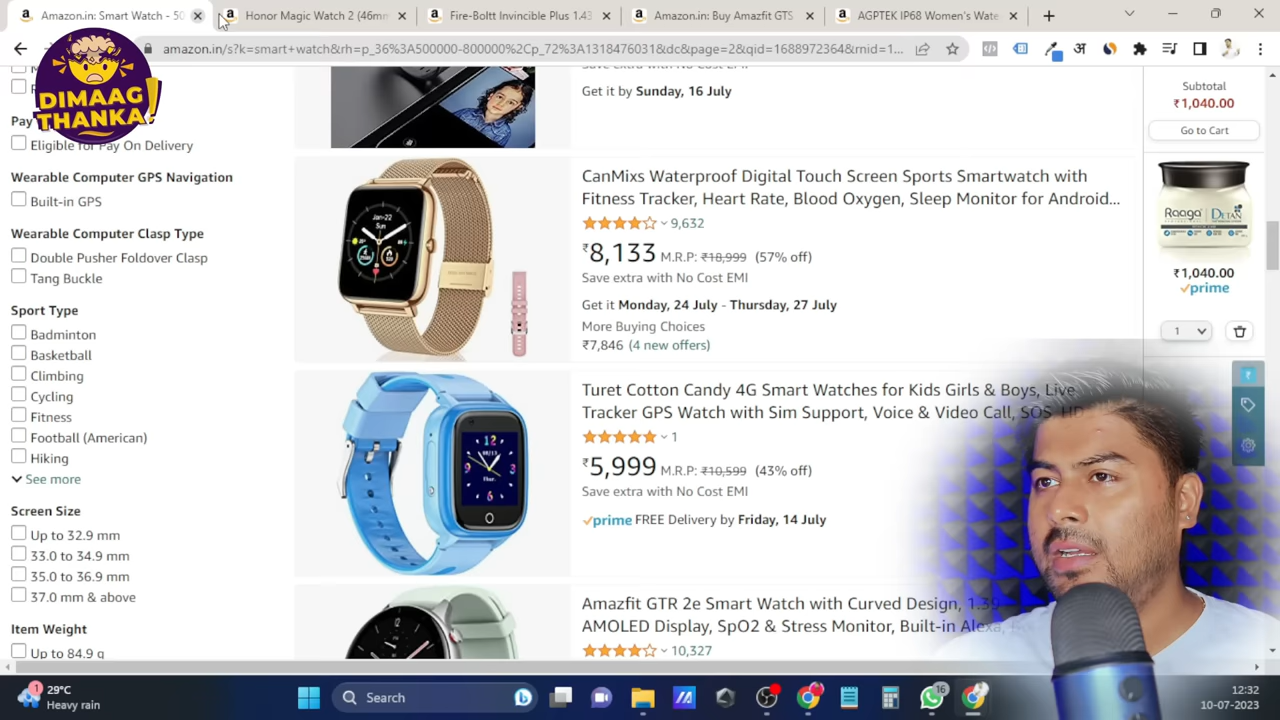 Amazon.in: Smart Watch - 50
Honor Magic Watch 2 (46mm
Fire-Boltt Invincible Plus 1.43
Amazon.in: Buy Amazfit GTS
AGPTEK IP68 Women's Wate
amazon.in/s?k=smart+watch&rh=p_36%3A500000-800000%2Cp_72%3A1318476031&dc&page=2&qid=1688972364&rnid=1...
DIMAAG
THANKA!
Pay
Eligible for Pay On Delivery
Wearable Computer GPS Navigation
Built-in GPS
Wearable Computer Clasp Type
Double Pusher Foldover Clasp
Tang Buckle
Sport Type
Badminton
Basketball
Climbing
Cycling
Fitness
Football (American)
Hiking
See more
Screen Size
Up to 32.9 mm
33.0 to 34.9 mm
35.0 to 36.9 mm
37.0 mm & above
Item Weight
Up to 84.9 g
Get it by Sunday, 16 July
CanMixs Waterproof Digital Touch Screen Sports Smartwatch with
Fitness Tracker, Heart Rate, Blood Oxygen, Sleep Monitor for Android...
9,632
₹8,133 M.R.P: ₹18,999 (57% off)
Save extra with No Cost EMI
Get it Monday, 24 July - Thursday, 27 July
More Buying Choices
₹7,846 (4 new offers)
Turet Cotton Candy 4G Smart Watches for Kids Girls & Boys, Live
Tracker GPS Watch with Sim Support, Voice & Video Call, SOS, HD
1
₹5,999 M.R.P: ₹10,599 (43% off)
Save extra with No Cost EMI
prime FREE Delivery by Friday, 14 July
Amazfit GTR 2e Smart Watch with Curved Design, 1.39
AMOLED Display, SpO2 & Stress Monitor, Built-in Alexa,
10,327
Subtotal
₹1,040.00
Go to Cart
Raaga
DETAN
₹1,040.00
prime
1
1
29°C
Heavy rain
Search
16
12:32
10-07-2023